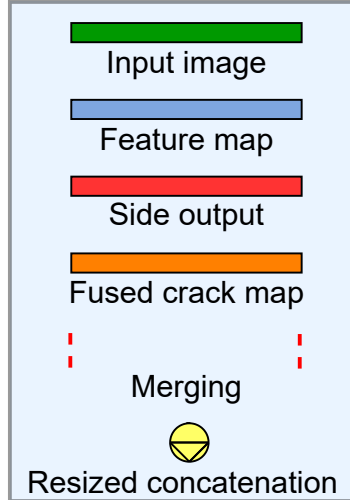 Input image
Feature map
Side output
Fused crack map
Merging
Resized concatenation